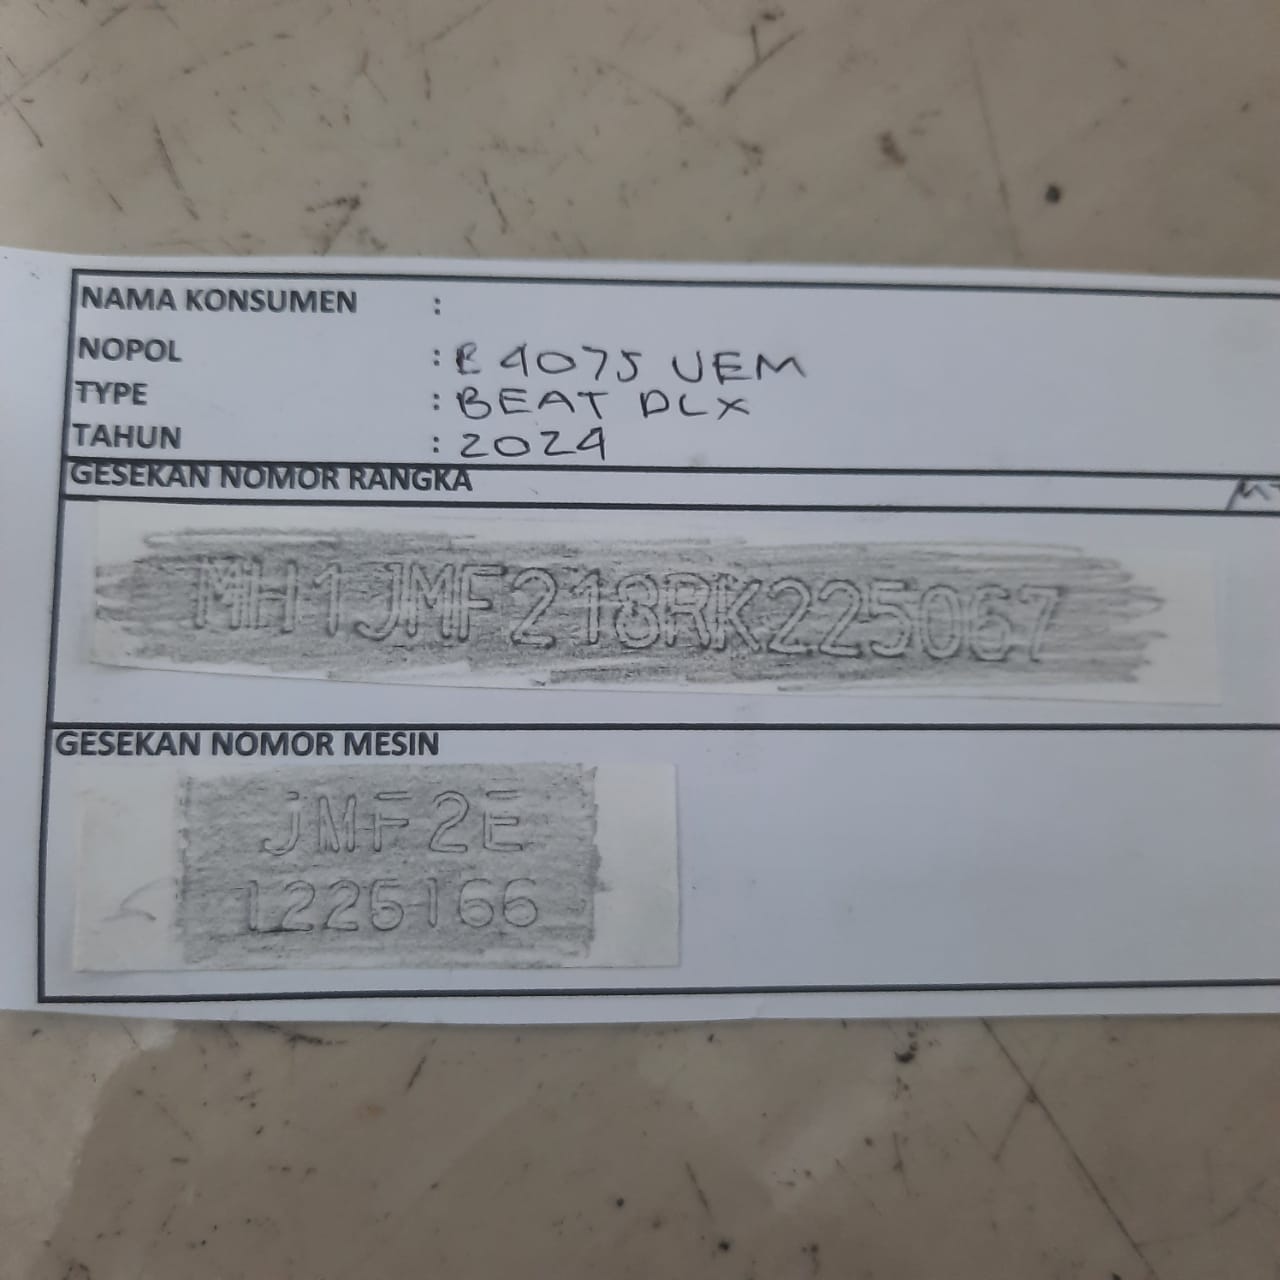 NAMA KONSUMEN :
NOPOL : B 4075 UEM
TYPE : BEAT DLX
TAHUN : 2024
GESEKAN NOMOR RANGKA
MH1JMF218RK225067
GESEKAN NOMOR MESIN
JMF2E
1225166